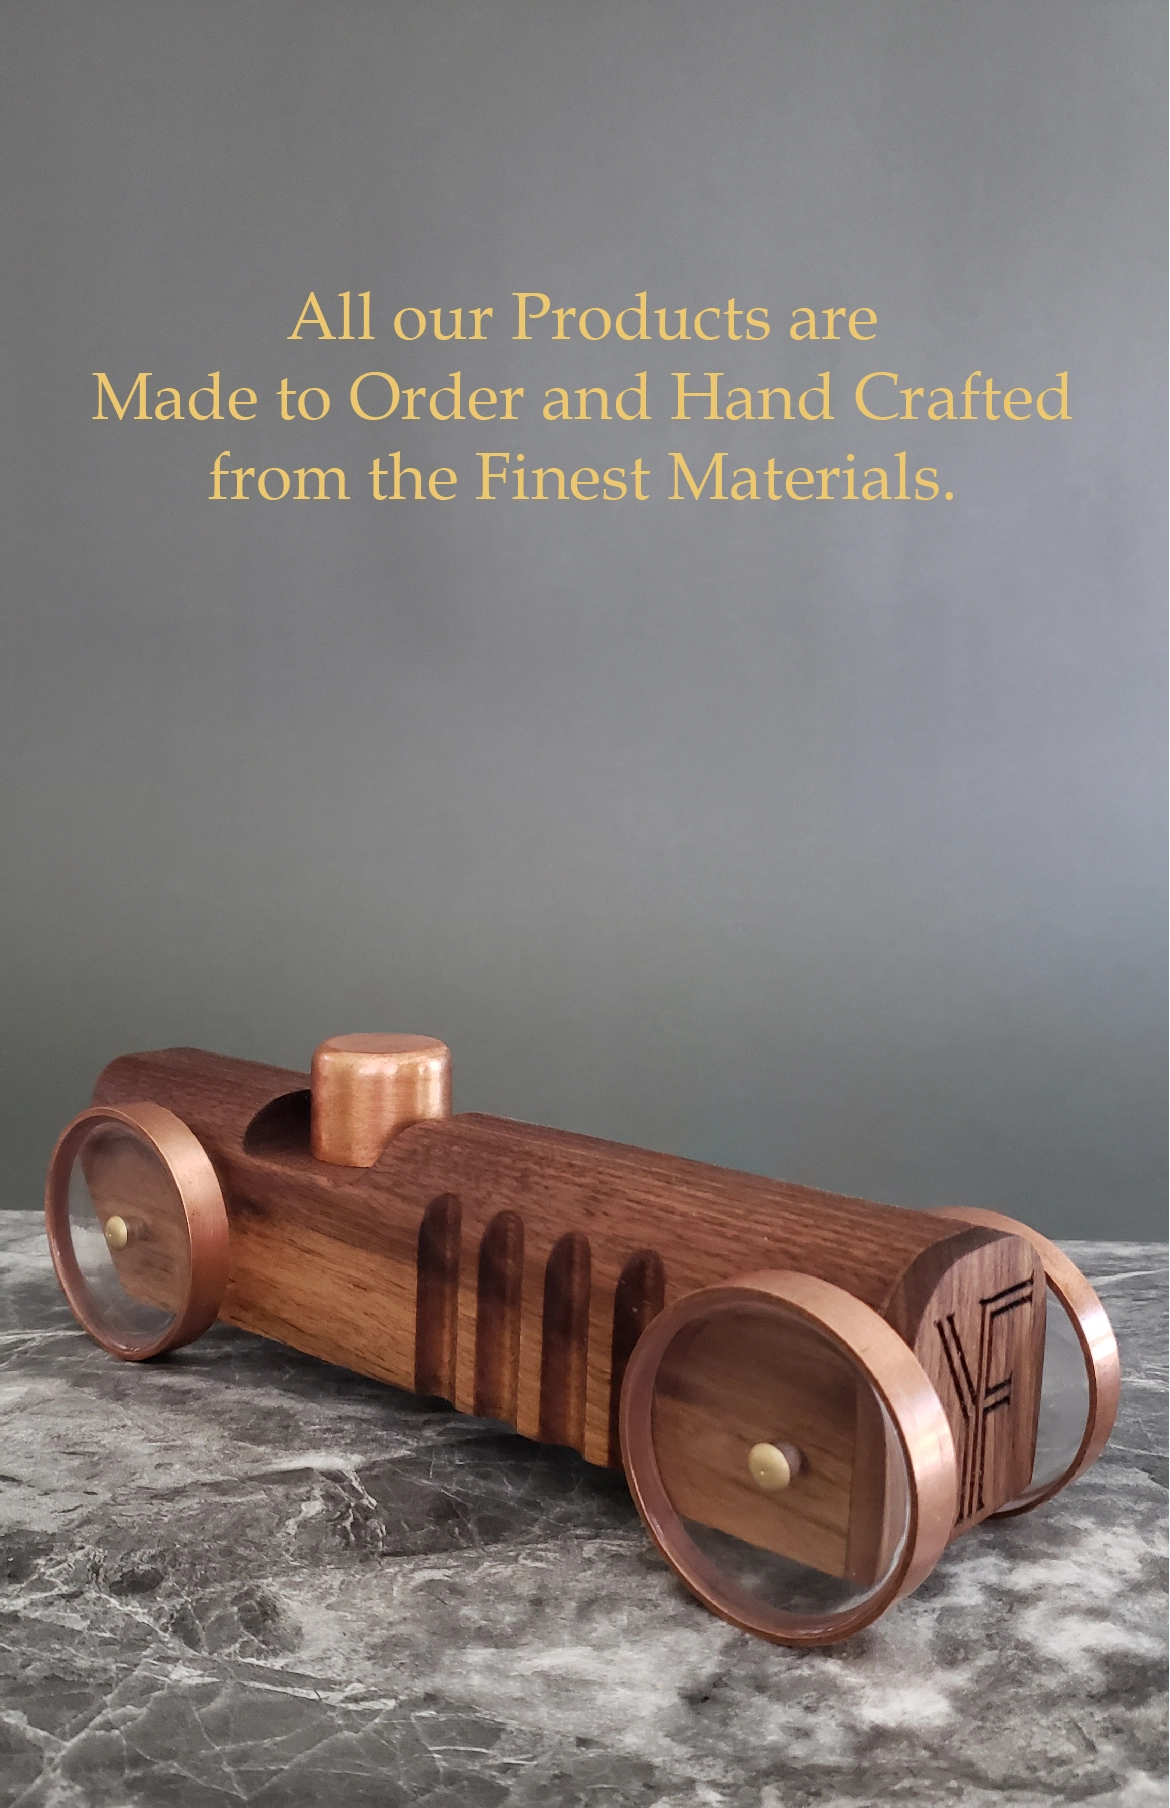 All our Products are
Made to Order and Hand Crafted
from the Finest Materials.